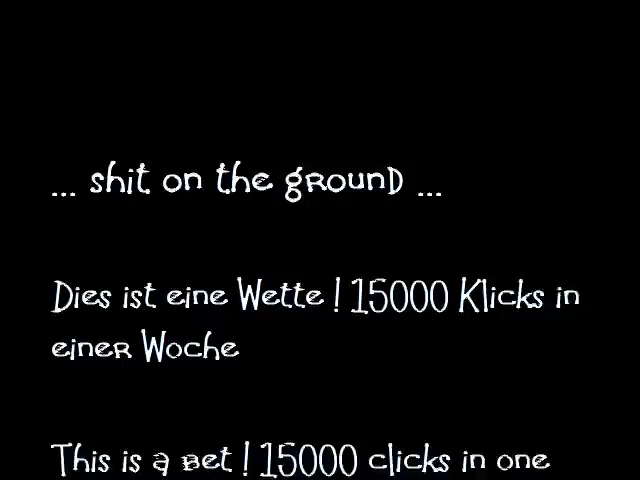 ... shit on the ground ...
Dies ist eine Wette ! 15000 Klicks in
einer Woche
This is a bet ! 15000 clicks in one